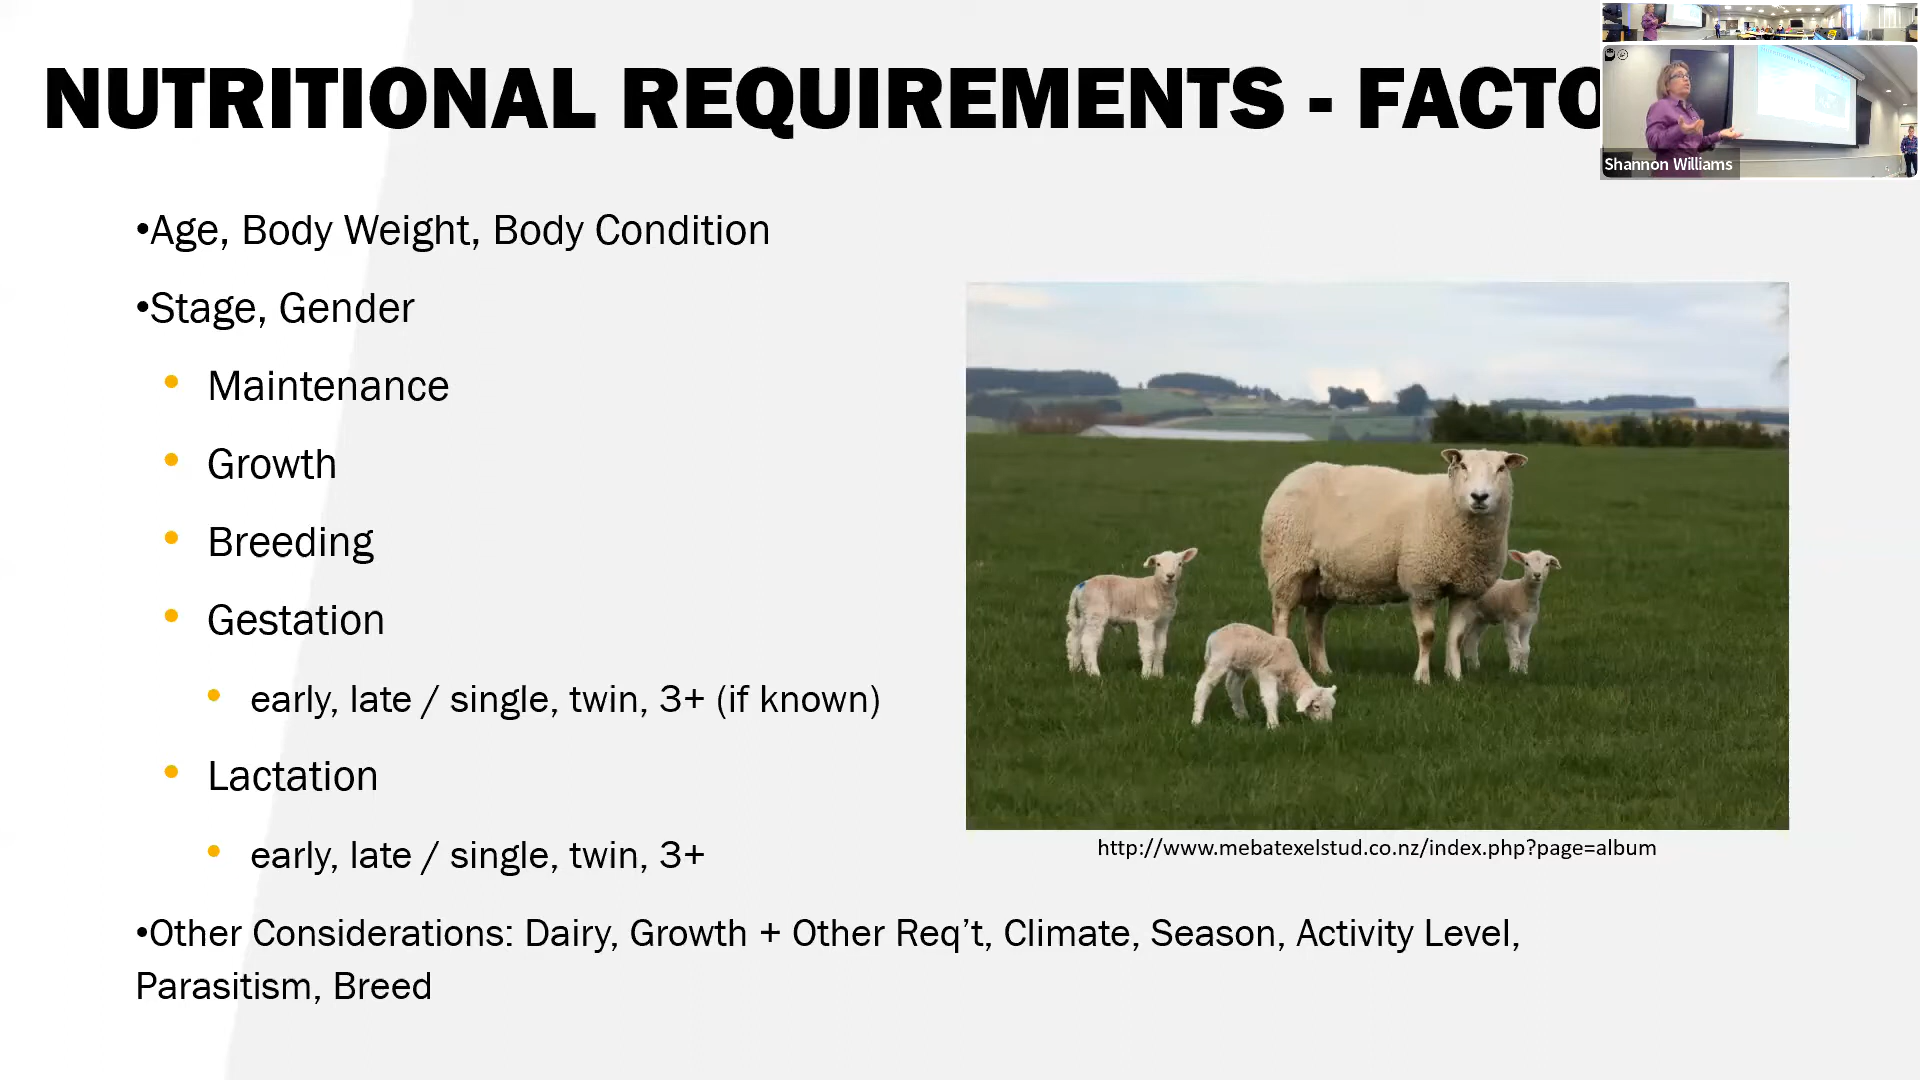 NUTRITIONAL REQUIREMENTS - FACTO
Shannon Williams
•Age, Body Weight, Body Condition
•Stage, Gender
• Maintenance
• Growth
• Breeding
• Gestation
• early, late / single, twin, 3+ (if known)
• Lactation
• early, late / single, twin, 3+
http://www.mebatexelstud.co.nz/index.php?page=album
•Other Considerations: Dairy, Growth + Other Req’t, Climate, Season, Activity Level,
Parasitism, Breed